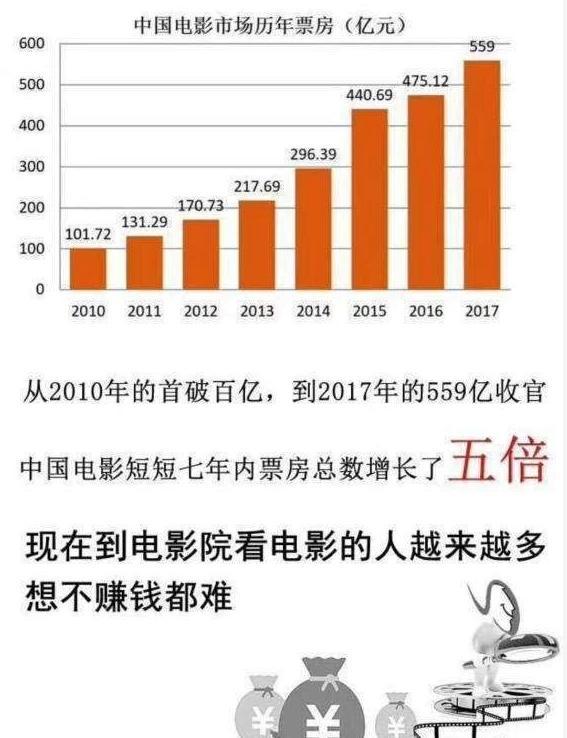 中国电影市场历年票房（亿元）
600
500
400
300
200
100
0
101.72
131.29
170.73
217.69
296.39
440.69
475.12
559
2010 2011 2012 2013 2014 2015 2016 2017
从2010年的首破百亿，到2017年的559亿收官
中国电影短短七年内票房总数增长了五倍
现在到电影院看电影的人越来越多
想不赚钱都难
¥ ¥ ¥